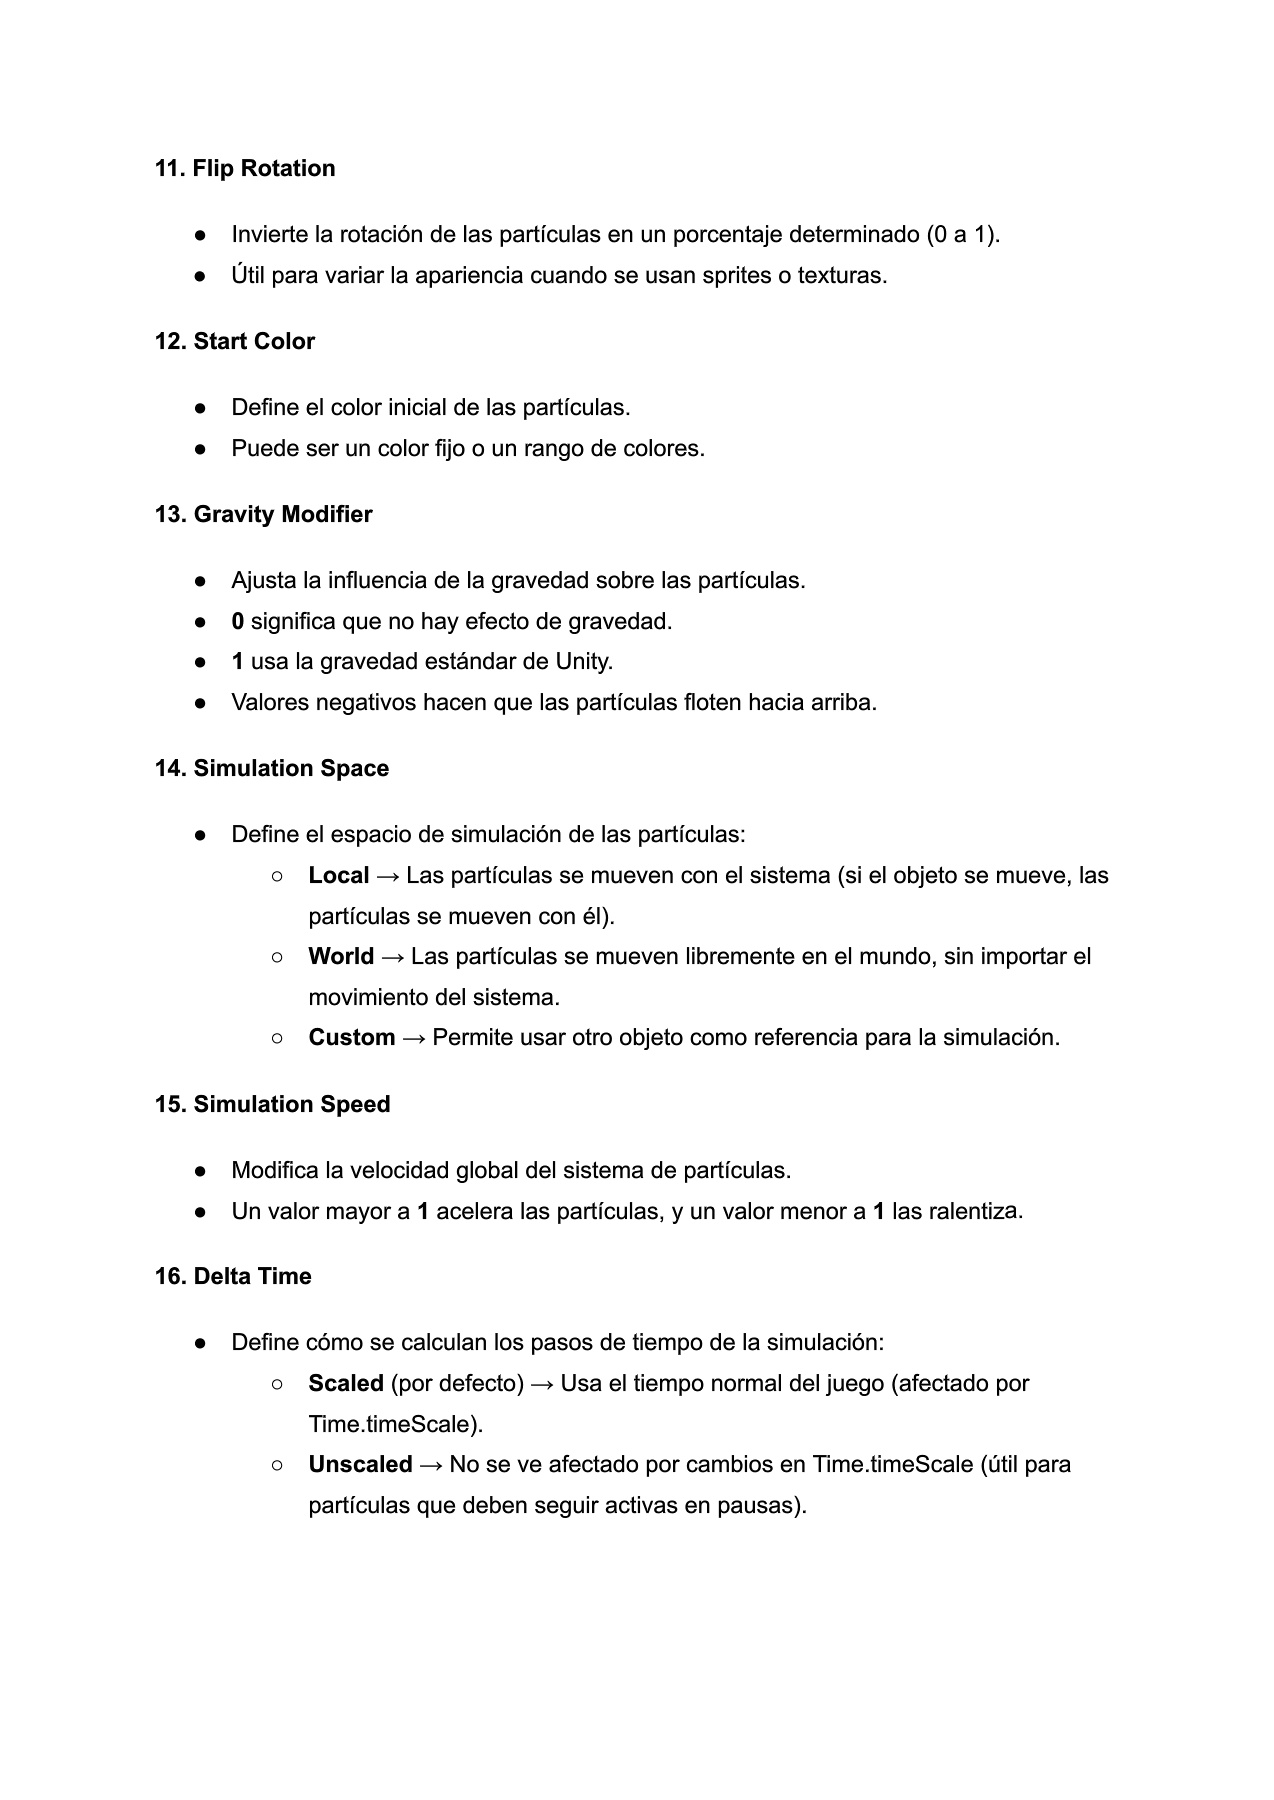 11. Flip Rotation
● Invierte la rotación de las partículas en un porcentaje determinado (0 a 1).
● Útil para variar la apariencia cuando se usan sprites o texturas.
12. Start Color
● Define el color inicial de las partículas.
● Puede ser un color fijo o un rango de colores.
13. Gravity Modifier
● Ajusta la influencia de la gravedad sobre las partículas.
● 0 significa que no hay efecto de gravedad.
● 1 usa la gravedad estándar de Unity.
● Valores negativos hacen que las partículas floten hacia arriba.
14. Simulation Space
● Define el espacio de simulación de las partículas:
○ Local → Las partículas se mueven con el sistema (si el objeto se mueve, las
partículas se mueven con él).
○ World → Las partículas se mueven libremente en el mundo, sin importar el
movimiento del sistema.
○ Custom → Permite usar otro objeto como referencia para la simulación.
15. Simulation Speed
● Modifica la velocidad global del sistema de partículas.
● Un valor mayor a 1 acelera las partículas, y un valor menor a 1 las ralentiza.
16. Delta Time
● Define cómo se calculan los pasos de tiempo de la simulación:
○ Scaled (por defecto) → Usa el tiempo normal del juego (afectado por
Time.timeScale).
○ Unscaled → No se ve afectado por cambios en Time.timeScale (útil para
partículas que deben seguir activas en pausas).